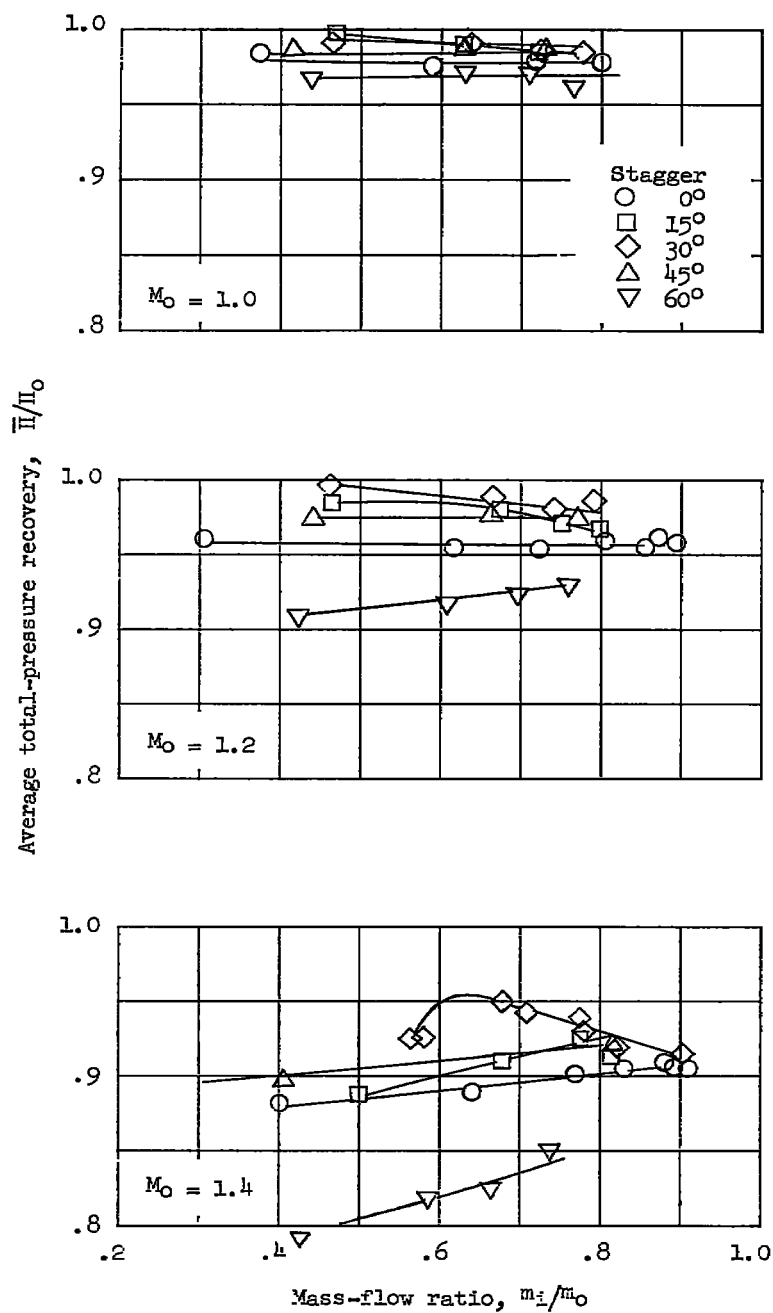 1.0
.9
.8
Stagger
0°
15°
30°
45°
60°
M₀ = 1.0
Average total-pressure recovery, H̅/H₀
1.0
.9
.8
M₀ = 1.2
1.0
.9
.8
M₀ = 1.4
.2 .4 .6 .8 1.0
Mass-flow ratio, mᵢ/m₀